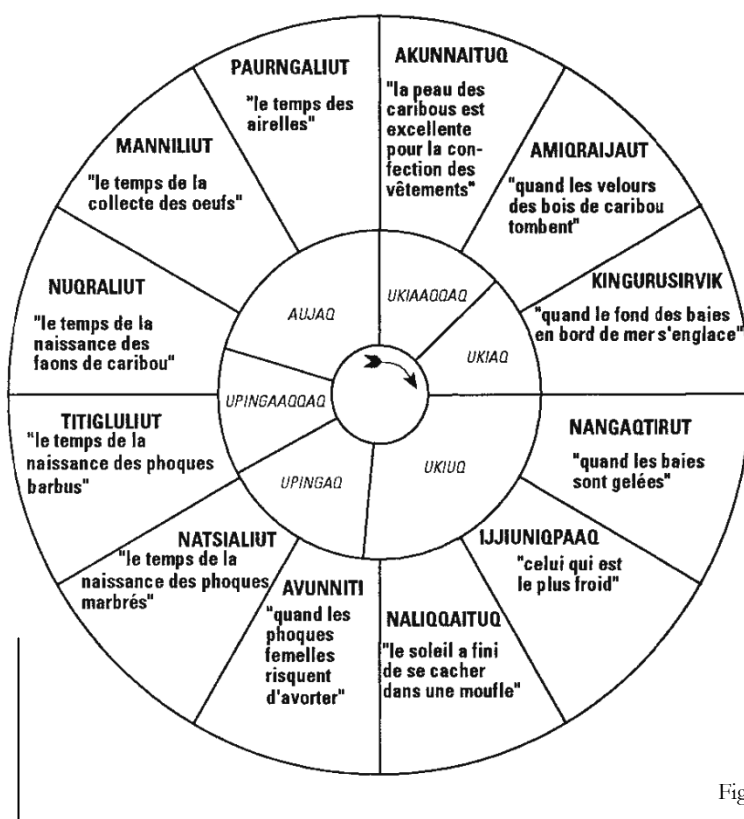 AKUNNAITUQ
"la peau des
caribous est
excellente
pour la con-
fection des
vêtements"
AMIQRAIJAUT
"quand les velours
des bois de caribou
tombent"
KINGURUSIRVIK
"quand le fond des baies
en bord de mer s'englace"
NANGAQTIRUT
"quand les baies
sont gelées"
IJJIUNIQPAAQ
"celui qui est
le plus froid"
NALIQQAITUQ
"le soleil a fini
de se cacher
dans une moufle"
AVUNNITI
"quand les
phoques
femelles
risquent
d'avorter"
NATSIALIUT
"le temps de la
naissance des phoques
marbrés"
TITIGLULIUT
"le temps de la
naissance des phoques
barbus"
NUQRALIUT
"le temps de la
naissance des
faons de caribou"
MANNILIUT
"le temps de la
collecte des oeufs"
PAURNGALIUT
"le temps des
airelles"
UKIAAQQAQ
UKIAQ
UKIUQ
UPINGAQ
UPINGAAQQAQ
AUJAQ
Fig